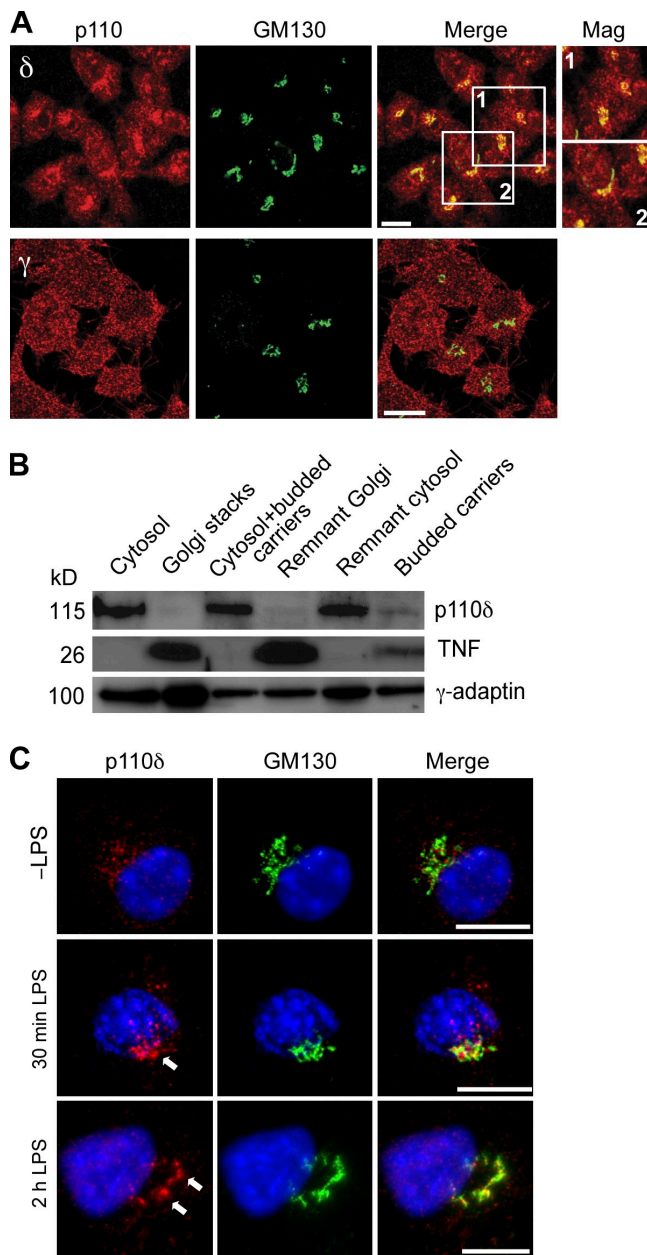 A
p110 GM130 Merge Mag
δ
1
1
2
2
γ
B
Cytosol
Golgi stacks
Cytosol+budded
carriers
Remnant Golgi
Remnant cytosol
Budded carriers
kD
115 p110δ
26 TNF
100 γ-adaptin
C
p110δ GM130 Merge
–LPS
30 min LPS
2 h LPS